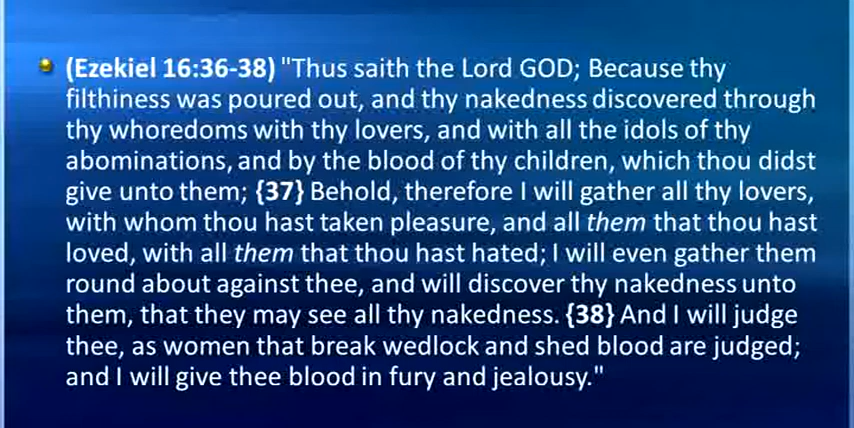 (Ezekiel 16:36-38) "Thus saith the Lord GOD; Because thy
filthiness was poured out, and thy nakedness discovered through
thy whoredoms with thy lovers, and with all the idols of thy
abominations, and by the blood of thy children, which thou didst
give unto them; {37} Behold, therefore I will gather all thy lovers,
with whom thou hast taken pleasure, and all them that thou hast
loved, with all them that thou hast hated; I will even gather them
round about against thee, and will discover thy nakedness unto
them, that they may see all thy nakedness. {38} And I will judge
thee, as women that break wedlock and shed blood are judged;
and I will give thee blood in fury and jealousy."